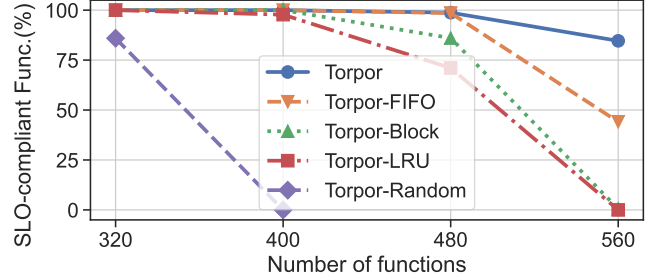 SLO-compliant Func.(%)
100
75
50
25
0
Torpor
Torpor-FIFO
Torpor-Block
Torpor-LRU
Torpor-Random
320
400
480
560
Number of functions